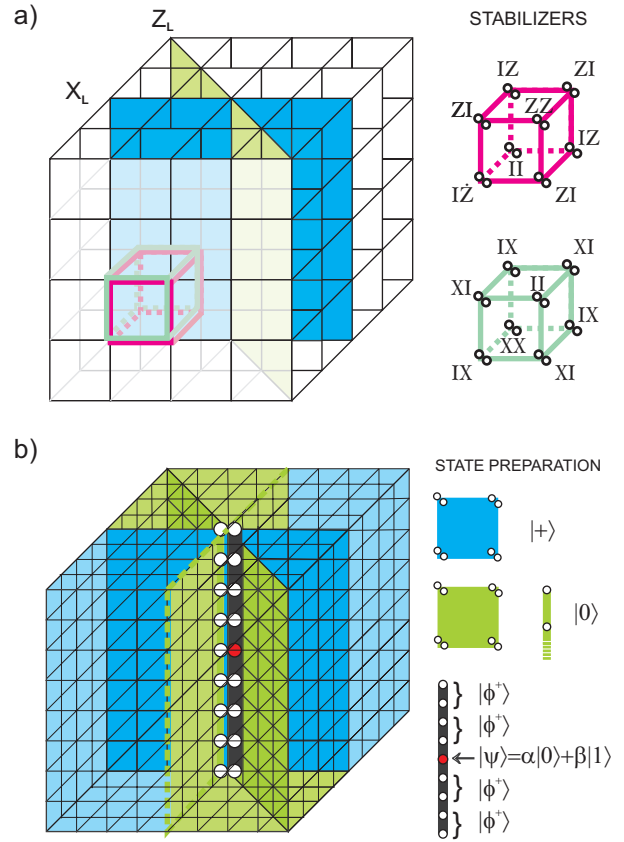 a)
Z_L
X_L
STABILIZERS
IZ ZI
ZI ZZ
IZ
II
IŻ ZI
IX XI
XI II
IX
XX
IX XI
b)
STATE PREPARATION
|+⟩
|0⟩
} |ϕ⁺⟩
} |ϕ⁺⟩
←|ψ⟩=α|0⟩+β|1⟩
} |ϕ⁺⟩
} |ϕ⁺⟩